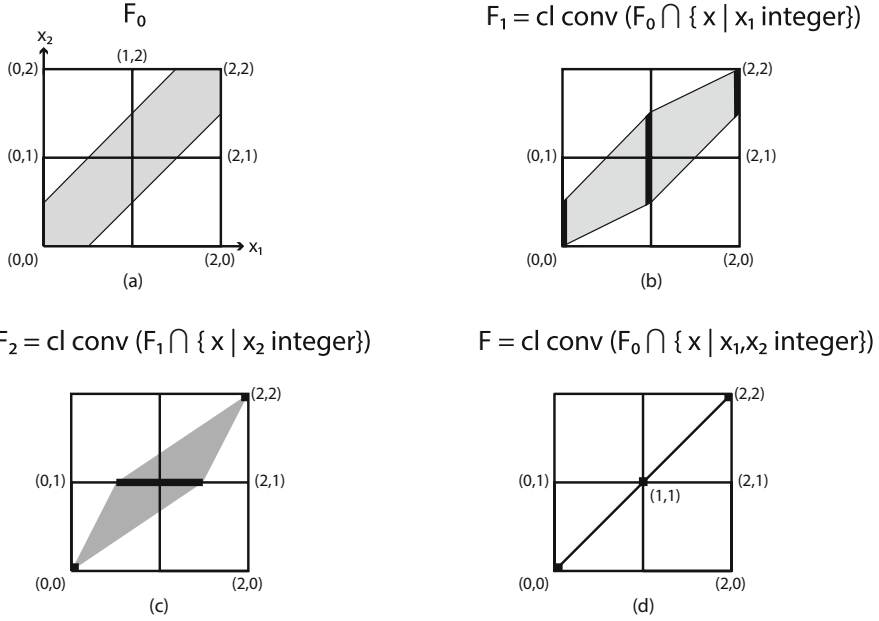 F₀
x₂
(0,2)
(1,2)
(2,2)
(0,1)
(2,1)
x₁
(0,0)
(2,0)
(a)
F₁ = cl conv (F₀ ⋂ { x | x₁ integer})
(2,2)
(0,1)
(2,1)
(0,0)
(2,0)
(b)
F₂ = cl conv (F₁ ⋂ { x | x₂ integer})
(2,2)
(0,1)
(2,1)
(0,0)
(2,0)
(c)
F = cl conv (F₀ ⋂ { x | x₁,x₂ integer})
(2,2)
(0,1)
(2,1)
(1,1)
(0,0)
(2,0)
(d)